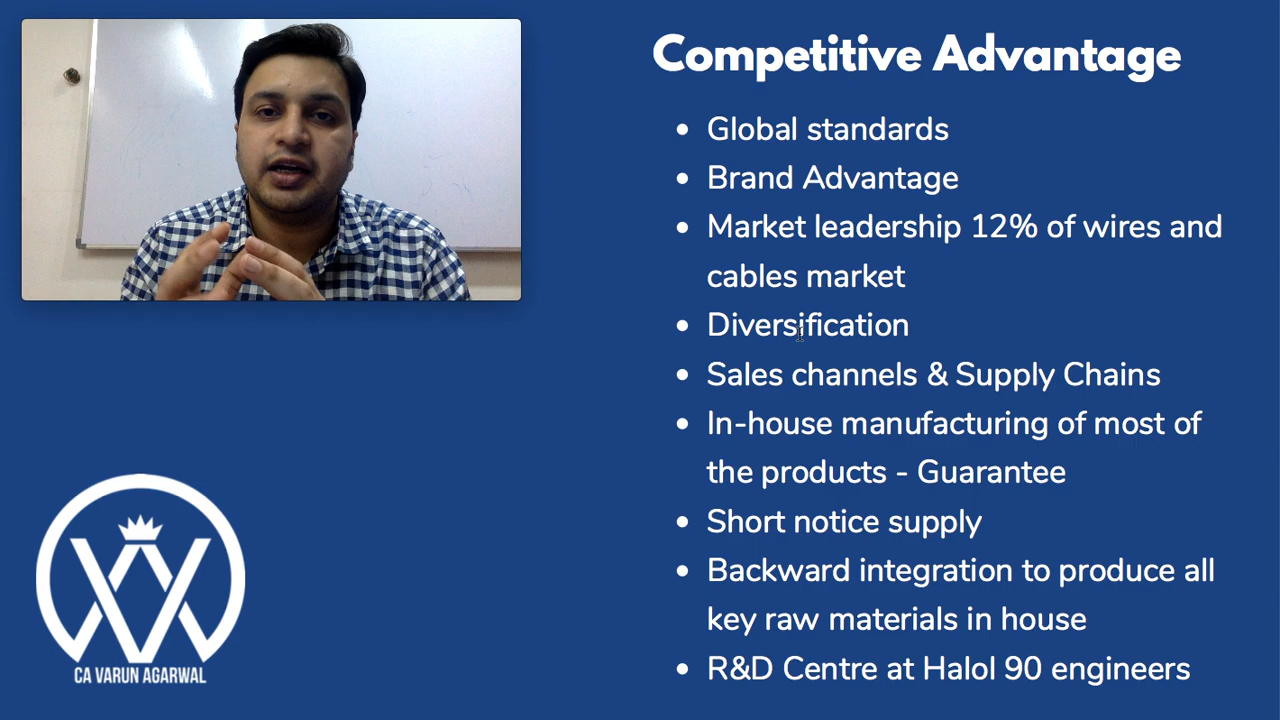 Competitive Advantage
Global standards
Brand Advantage
Market leadership 12% of wires and
cables market
Diversification
Sales channels & Supply Chains
In-house manufacturing of most of
the products - Guarantee
Short notice supply
Backward integration to produce all
key raw materials in house
R&D Centre at Halol 90 engineers
CA VARUN AGARWAL